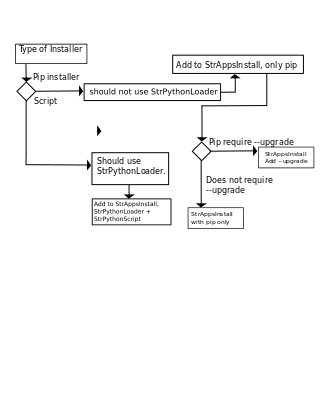 Type of Installer
Add to StrAppsInstall, only pip
Pip installer
should not use StrPythonLoader
Script
Pip require --upgrade
StrAppsInstall
Add --upgrade
Should use
StrPythonLoader.
Does not require
--upgrade
Add to StrAppsInstall,
StrPythonLoader +
StrPythonScript
StrAppsInstall
with pip only